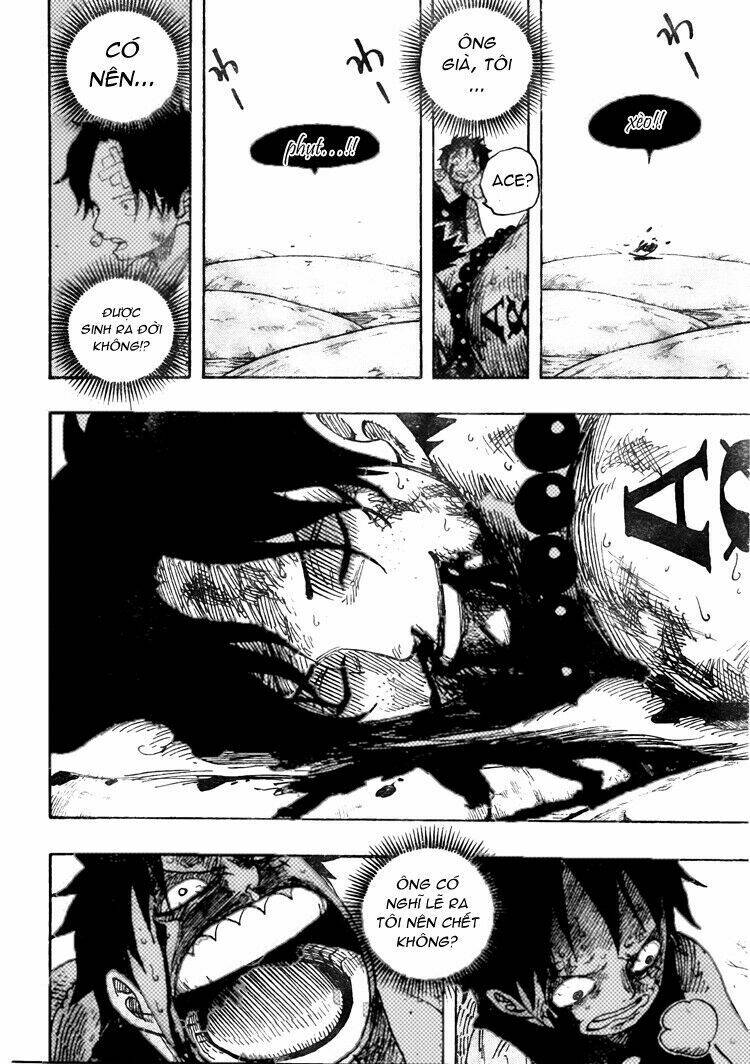 xèo!!
ÔNG
GIÀ, TÔI
...
ACE?
phụt...!!
CÓ
NÊN...
ĐƯỢC
SINH RA ĐỜI
KHÔNG!?
A
ÔNG CÓ
NGHĨ LẼ RA
TÔI NÊN CHẾT
KHÔNG?